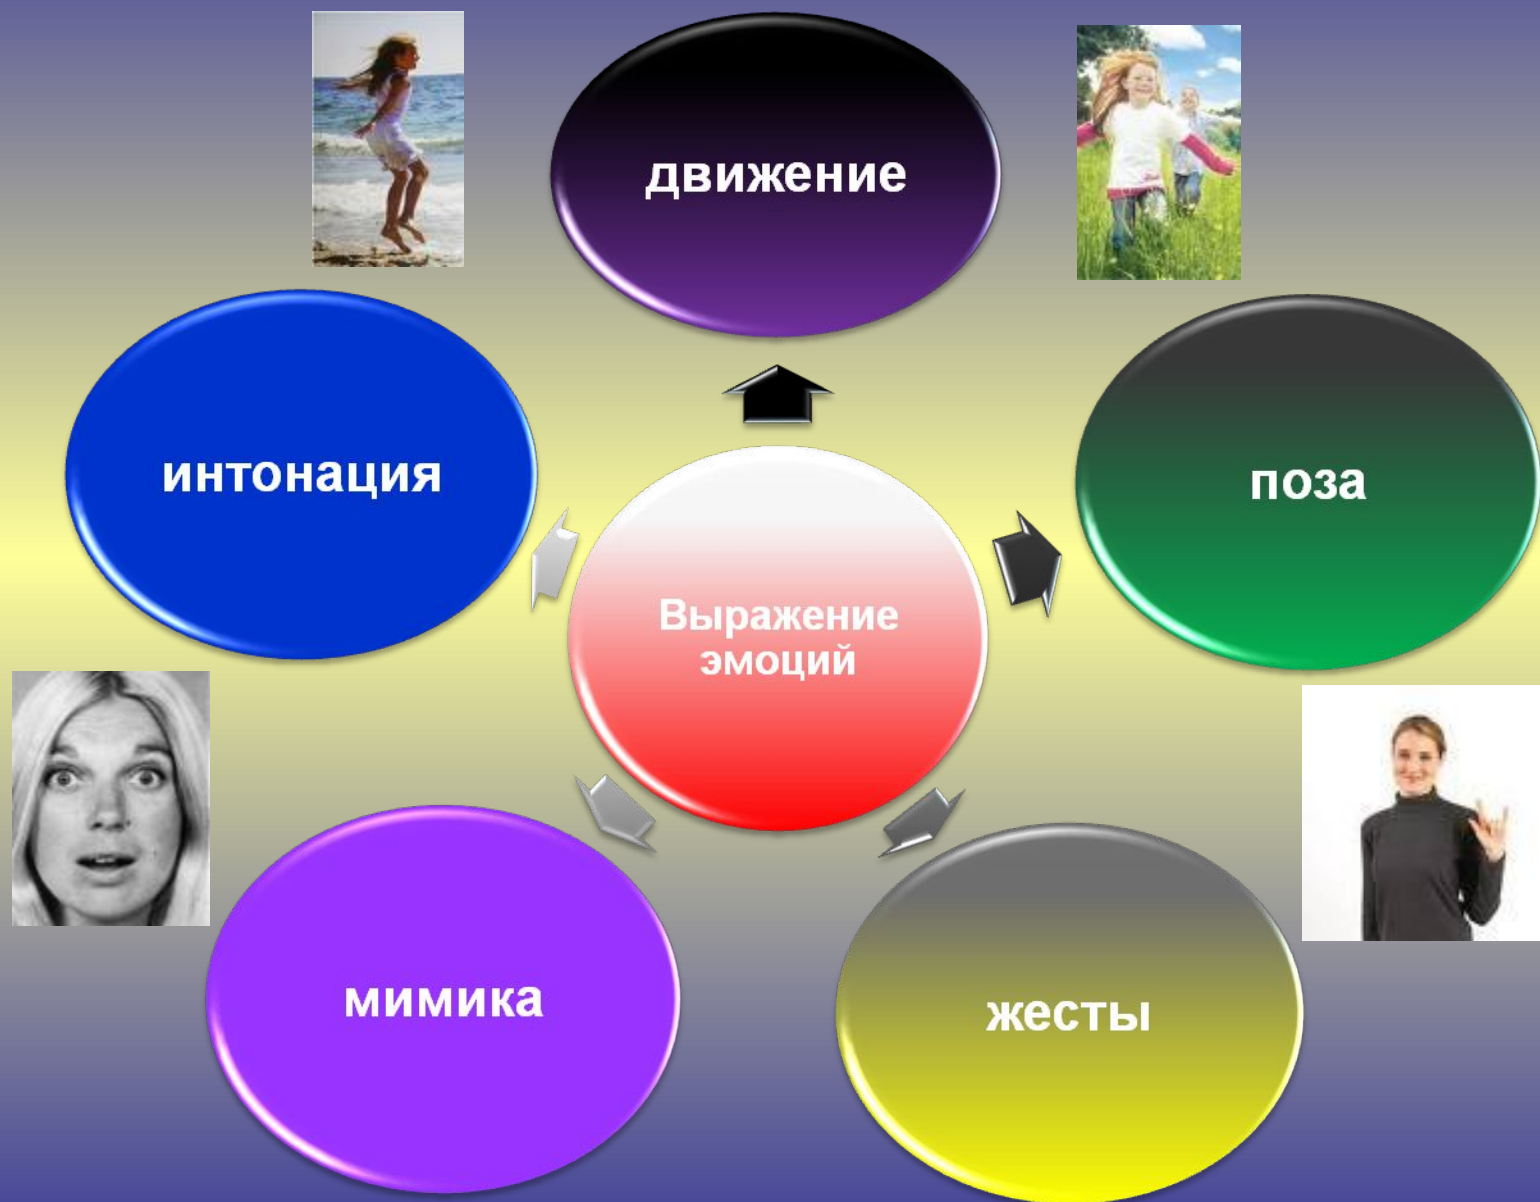 движение
интонация
поза
Выражение
эмоций
мимика
жесты